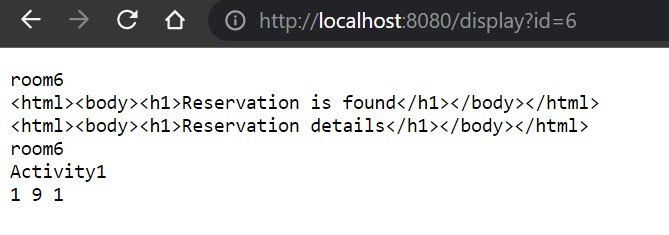 http://localhost:8080/display?id=6
room6
<html><body><h1>Reservation is found</h1></body></html>
<html><body><h1>Reservation details</h1></body></html>
room6
Activity1
1 9 1